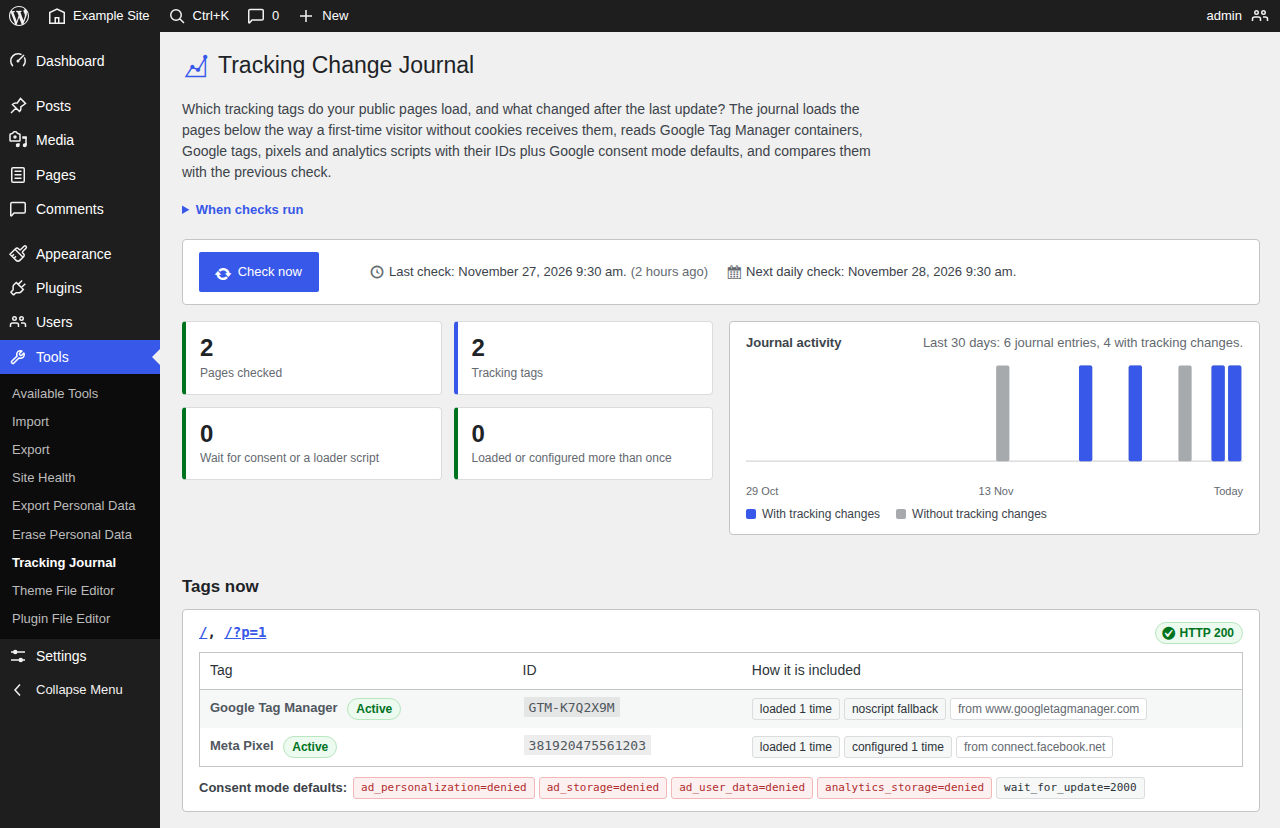 Example Site
Ctrl+K
0
New
admin
Dashboard
Posts
Media
Pages
Comments
Appearance
Plugins
Users
Tools
Available Tools
Import
Export
Site Health
Export Personal Data
Erase Personal Data
Tracking Journal
Theme File Editor
Plugin File Editor
Settings
Collapse Menu
Tracking Change Journal
Which tracking tags do your public pages load, and what changed after the last update? The journal loads the
pages below the way a first-time visitor without cookies receives them, reads Google Tag Manager containers,
Google tags, pixels and analytics scripts with their IDs plus Google consent mode defaults, and compares them
with the previous check.
When checks run
Check now
Last check: November 27, 2026 9:30 am. (2 hours ago)
Next daily check: November 28, 2026 9:30 am.
2
Pages checked
2
Tracking tags
0
Wait for consent or a loader script
0
Loaded or configured more than once
Journal activity
Last 30 days: 6 journal entries, 4 with tracking changes.
29 Oct
13 Nov
Today
With tracking changes
Without tracking changes
Tags now
/, /?p=1
HTTP 200
Tag
ID
How it is included
Google Tag Manager
Active
GTM-K7Q2X9M
loaded 1 time
noscript fallback
from www.googletagmanager.com
Meta Pixel
Active
381920475561203
loaded 1 time
configured 1 time
from connect.facebook.net
Consent mode defaults:
ad_personalization=denied
ad_storage=denied
ad_user_data=denied
analytics_storage=denied
wait_for_update=2000